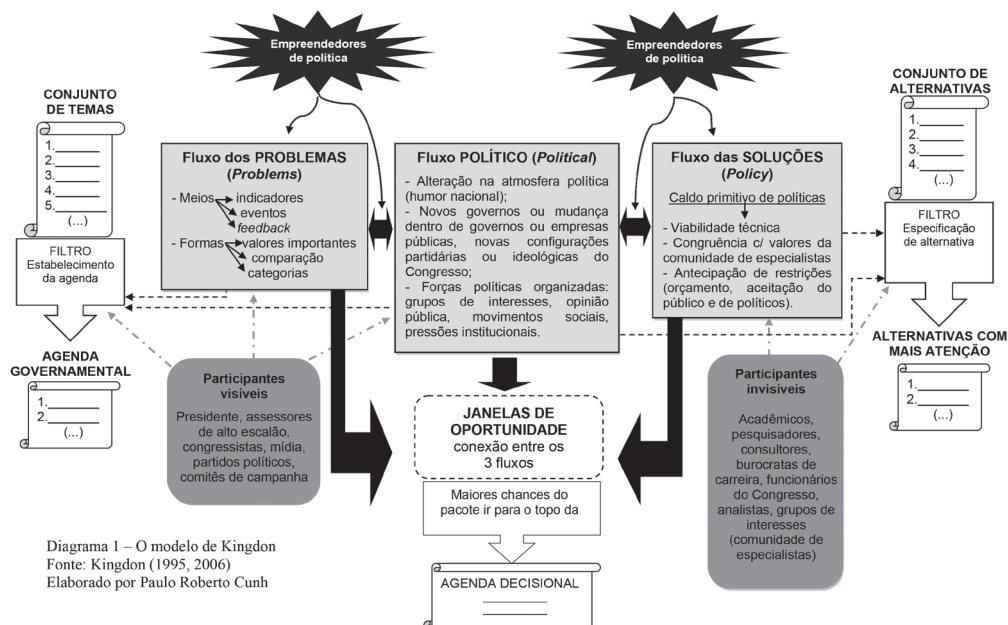 Empreendedores
de política
Empreendedores
de política
CONJUNTO
DE TEMAS
1.
2.
3.
4.
5.
(...)
FILTRO
Estabelecimento
da agenda
AGENDA
GOVERNAMENTAL
1.
2.
(...)
Fluxo dos PROBLEMAS
(Problems)
- Meios indicadores
eventos
feedback
- Formas valores importantes
comparação
categorias
Fluxo POLÍTICO (Political)
- Alteração na atmosfera política
(humor nacional);
- Novos governos ou mudança
dentro de governos ou empresas
públicas, novas configurações
partidárias ou ideológicas do
Congresso;
- Forças políticas organizadas:
grupos de interesses, opinião
pública, movimentos sociais,
pressões institucionais.
Fluxo das SOLUÇÕES
(Policy)
Caldo primitivo de políticas
- Viabilidade técnica
- Congruência c/ valores da
comunidade de especialistas
- Antecipação de restrições
(orçamento, aceitação do
público e de políticos).
CONJUNTO DE
ALTERNATIVAS
1.
2.
3.
4.
(...)
FILTRO
Especificação
de alternativa
ALTERNATIVAS COM
MAIS ATENÇÃO
1.
2.
(...)
Participantes
visíveis
Presidente, assessores
de alto escalão,
congressistas, mídia,
partidos políticos,
comitês de campanha
JANELAS DE
OPORTUNIDADE
conexão entre os
3 fluxos
Maiores chances do
pacote ir para o topo da
AGENDA DECISIONAL
Participantes
invisíveis
Acadêmicos,
pesquisadores,
consultores,
burocratas de
carreira, funcionários
do Congresso,
analistas, grupos de
interesses
(comunidade de
especialistas)
Diagrama 1 – O modelo de Kingdon
Fonte: Kingdon (1995, 2006)
Elaborado por Paulo Roberto Cunh